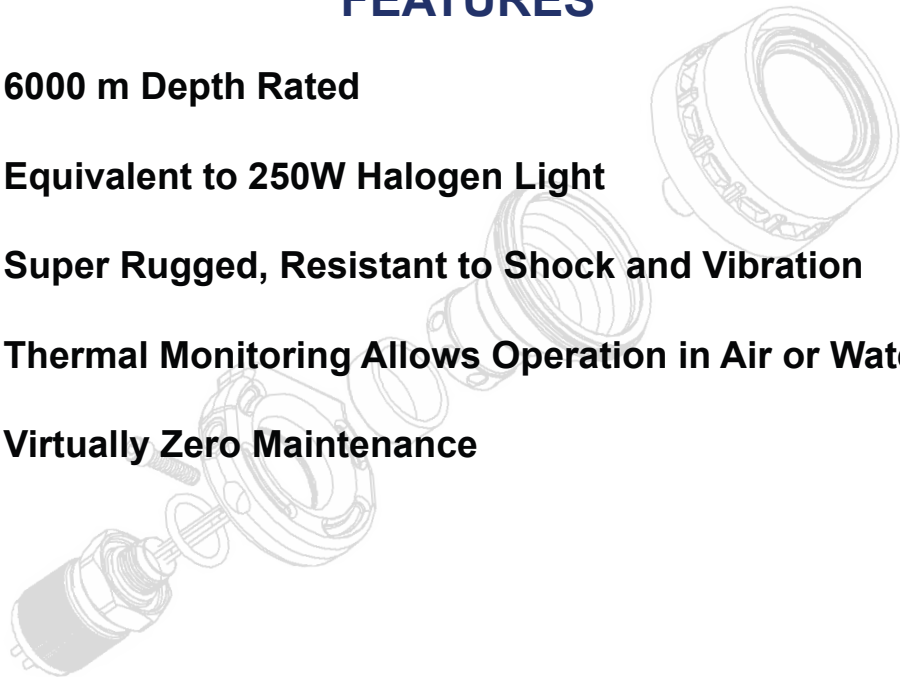 FEATURES
6000 m Depth Rated
Equivalent to 250W Halogen Light
Super Rugged, Resistant to Shock and Vibration
Thermal Monitoring Allows Operation in Air or Wat
Virtually Zero Maintenance